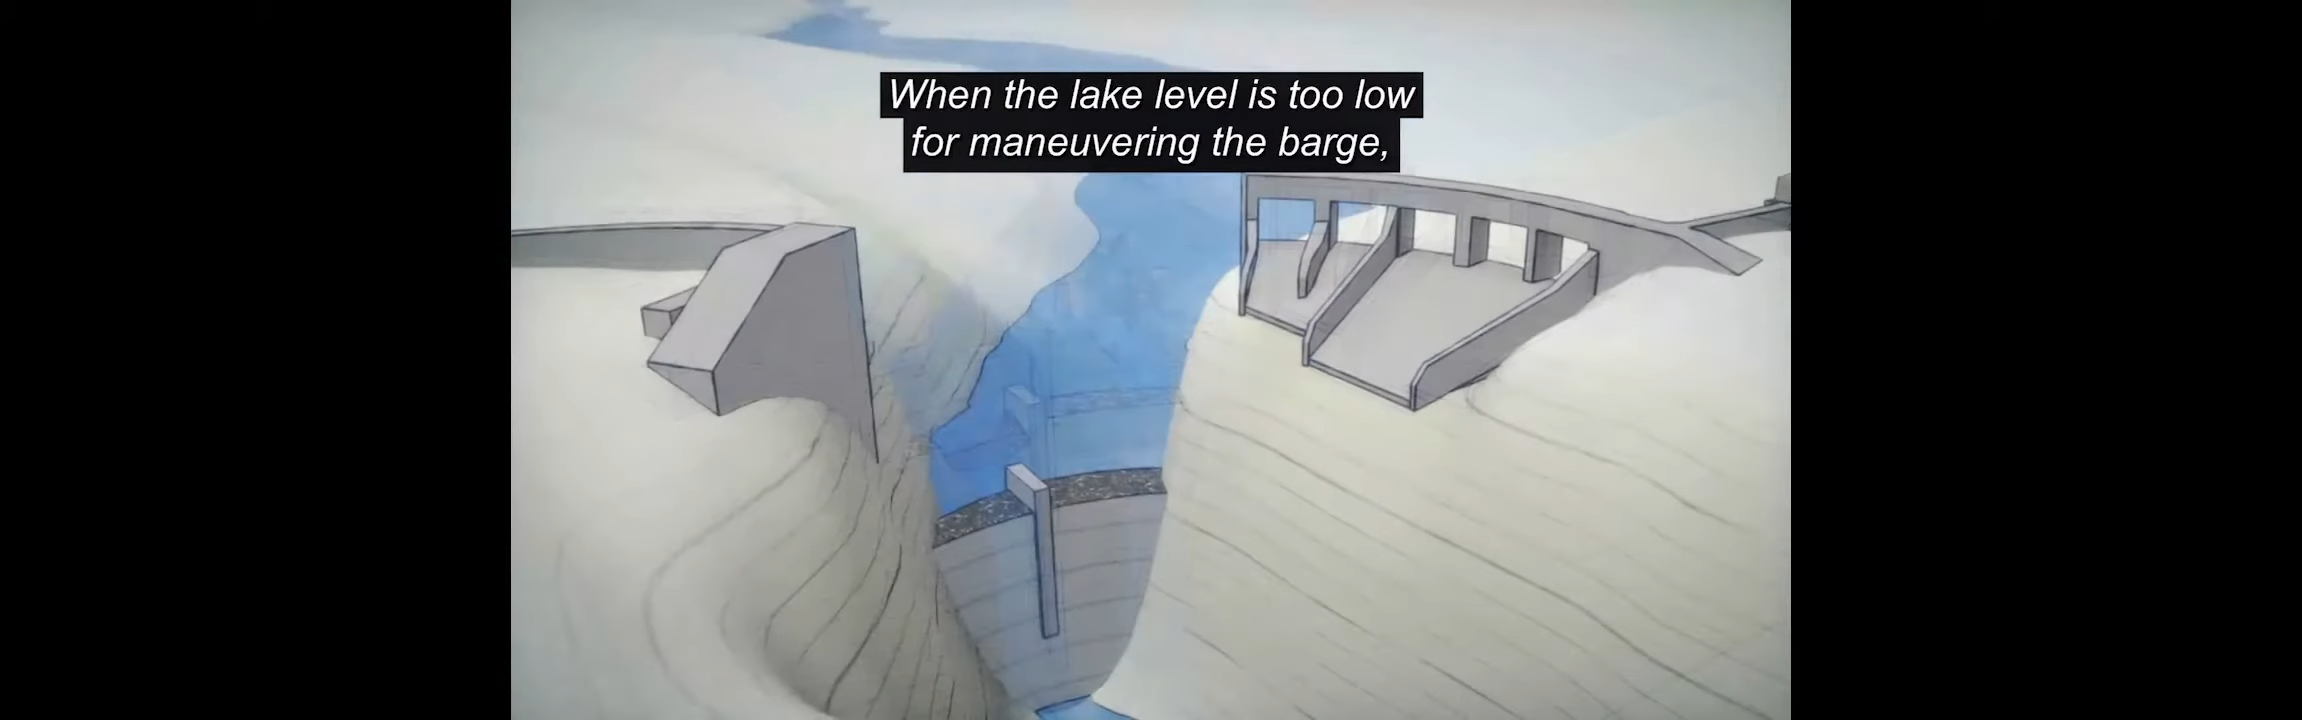 When the lake level is too low
for maneuvering the barge,